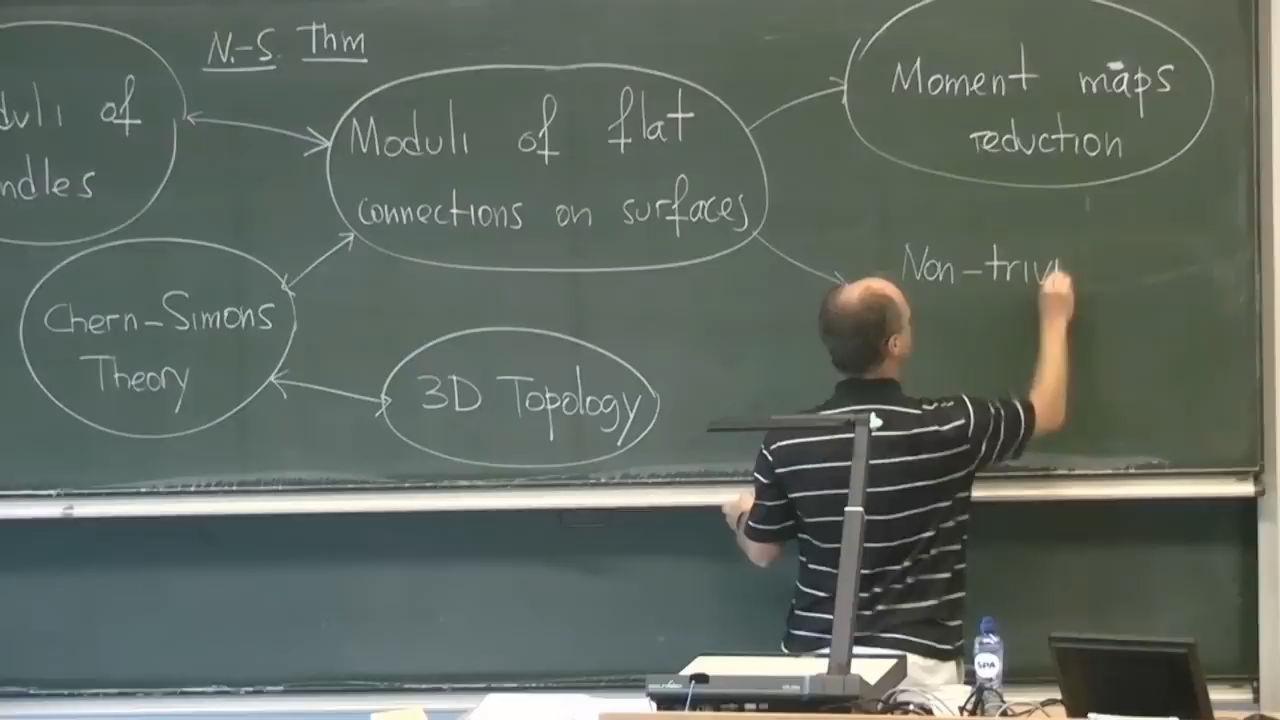 N.-S. Thm
duli of
ndles
Moduli of flat
connections on surfaces
Moment maps
reduction
Non-trivi
Chern-Simons
Theory
3D Topology
SPA